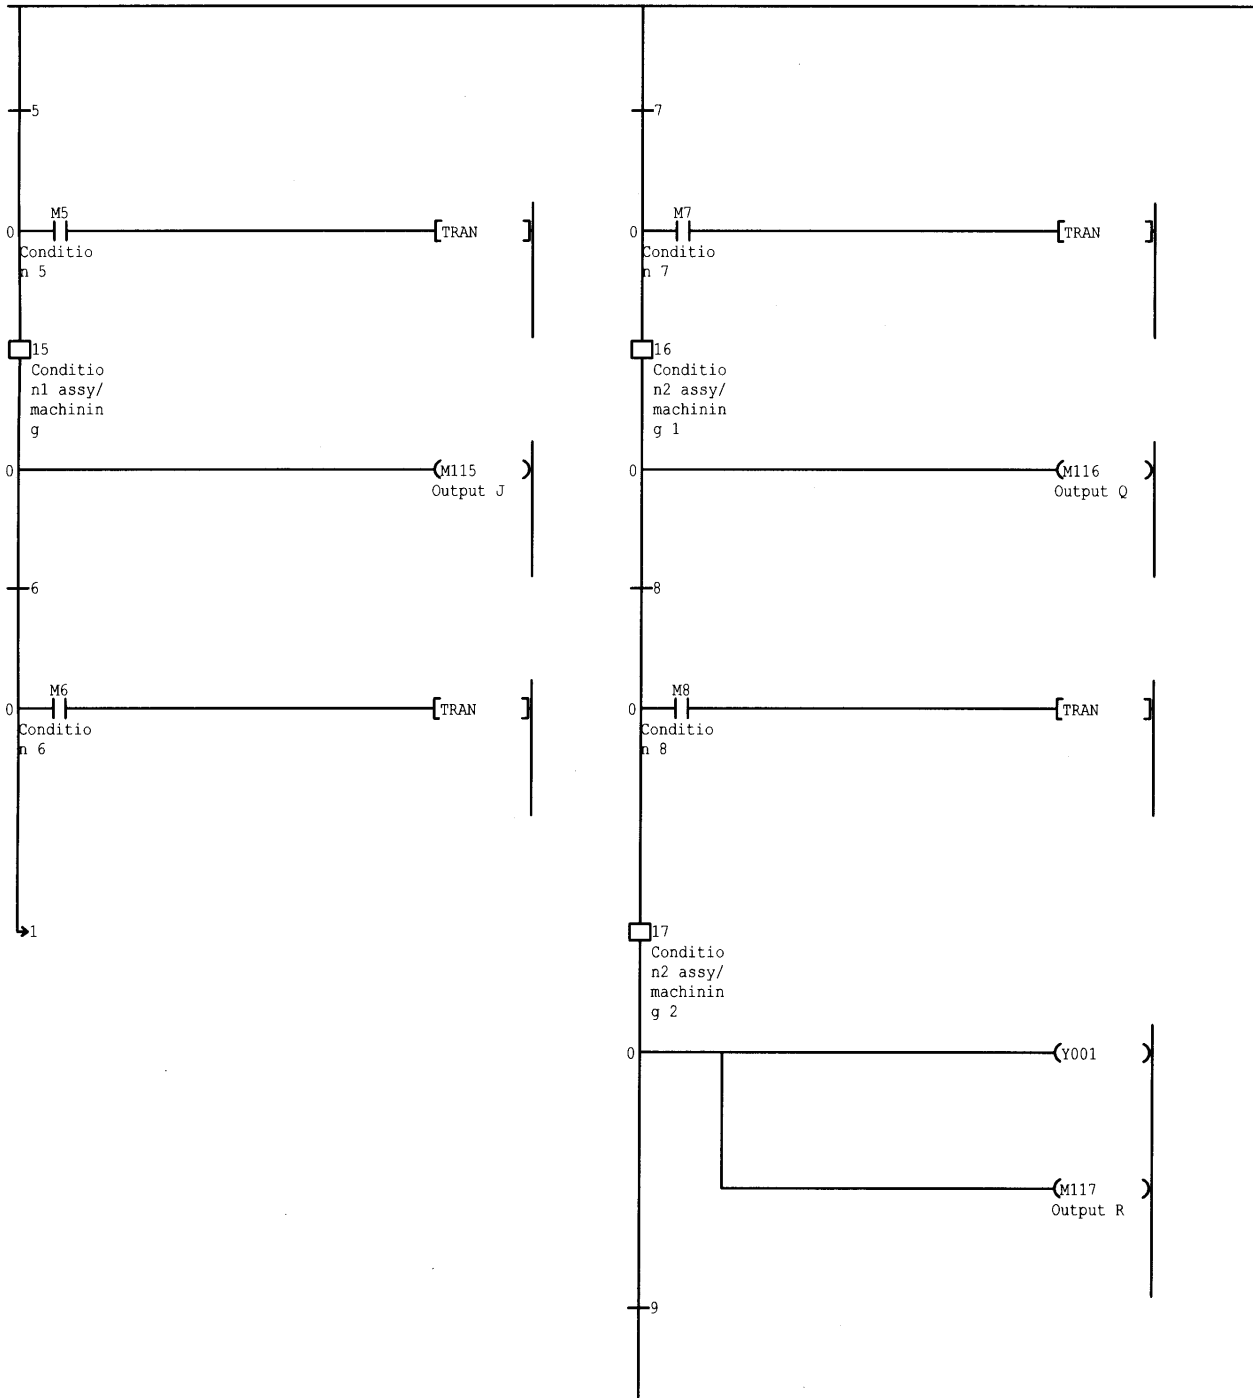 5
M5
0
TRAN
Conditio
n 5
15
Conditio
n1 assy/
machinin
g
0
M115
Output J
6
M6
0
TRAN
Conditio
n 6
1
7
M7
0
TRAN
Conditio
n 7
16
Conditio
n2 assy/
machinin
g 1
0
M116
Output Q
8
M8
0
TRAN
Conditio
n 8
17
Conditio
n2 assy/
machinin
g 2
0
Y001
M117
Output R
9